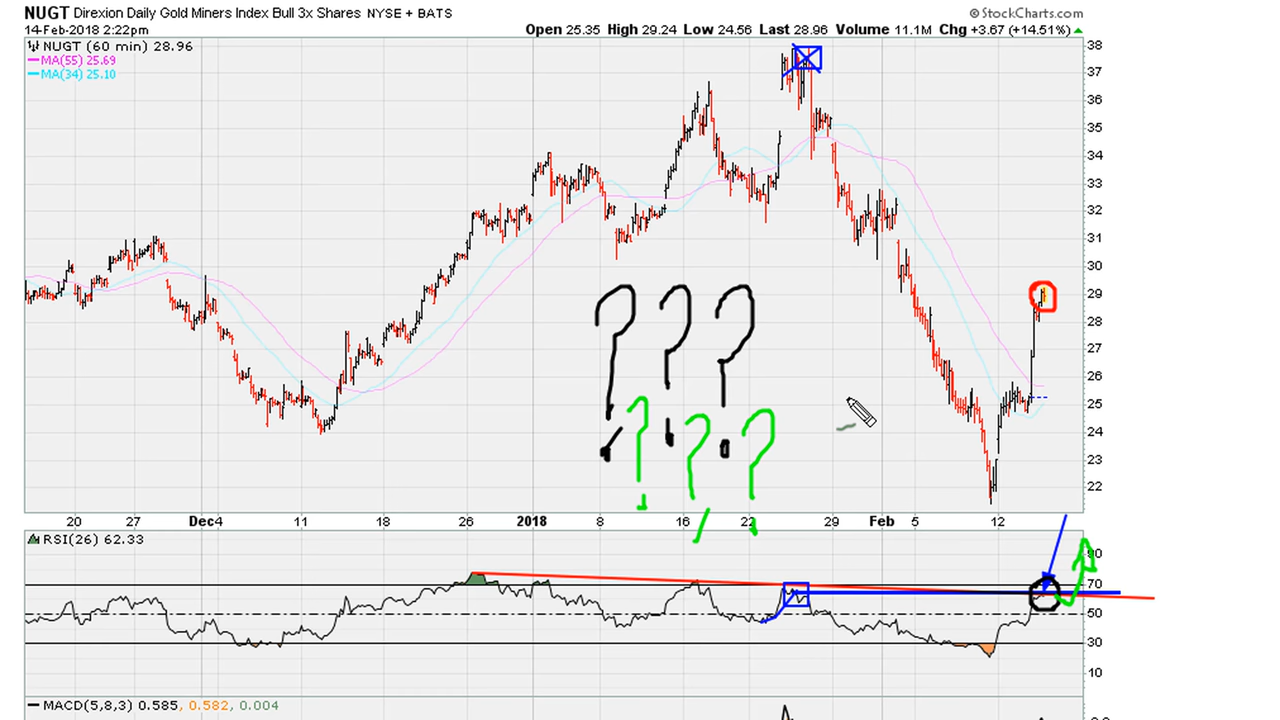 NUGT Direxion Daily Gold Miners Index Bull 3x Shares NYSE + BATS
© StockCharts.com
14-Feb-2018 2:22pm
Open 25.35 High 29.24 Low 24.56 Last 28.96 Volume 11.1M Chg +3.67 (+14.51%)
NUGT (60 min) 28.96
MA(55) 25.69
MA(34) 25.10
38
37
36
35
34
33
32
31
30
29
28
27
26
25
24
23
22
? ? ?
? ? ?
20 27 Dec4 11 18 26 2018 8 16 22 29 Feb 5 12
RSI(26) 62.33
90
70
50
30
10
MACD(5,8,3) 0.585, 0.582, 0.004